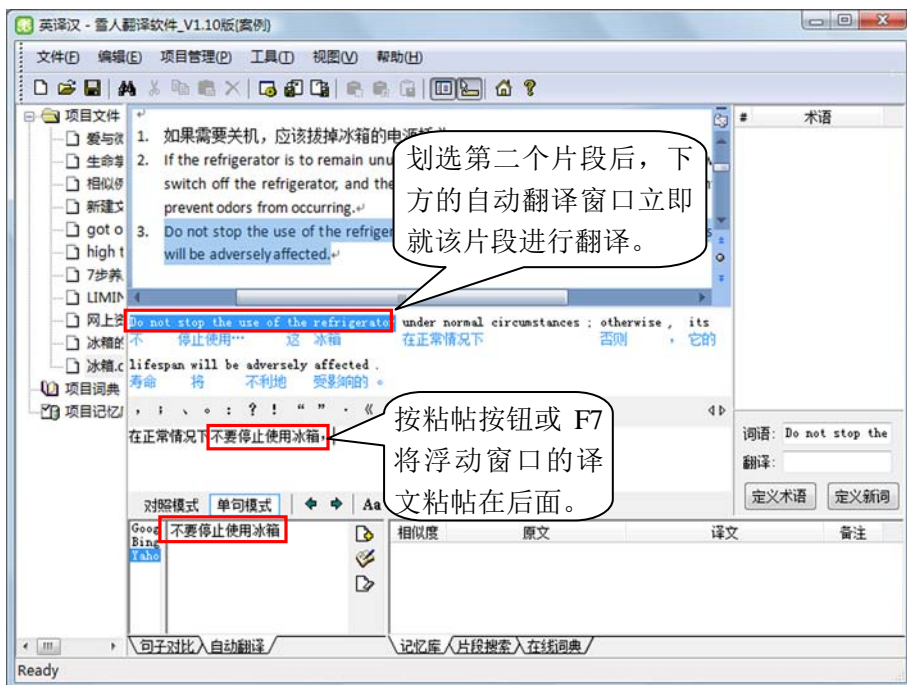 英译汉 - 雪人翻译软件_V1.10版(案例)
文件(F) 编辑(E) 项目管理(P) 工具(T) 视图(V) 帮助(H)
项目文件
爱与
生命掌
相似
新建文
got o
high t
7步养
LIMIN
网上资
冰箱的
冰箱.c
项目词典
项目记忆
1. 如果需要关机，应该拔掉冰箱的电源插
2. If the refrigerator is to remain unu
switch off the refrigerator, and the
prevent odors from occurring.
3. Do not stop the use of the refriger
will be adversely affected.
划选第二个片段后，下
方的自动翻译窗口立即
就该片段进行翻译。
Do not stop the use of the refrigerato under normal circumstances ; otherwise , its
不 停止使用… 这 冰箱 在正常情况下 否则 ， 它的
lifespan will be adversely affected .
寿命 将 不利地 受影响的 。
， ； 、 。 ： ？ ！ “ ” · 《
在正常情况下不要停止使用冰箱，
按粘帖按钮或 F7
将浮动窗口的译
文粘帖在后面。
对照模式 单句模式 Aa
Goog
Bing
Yaho
不要停止使用冰箱
句子对比 自动翻译
# 术语
词语: Do not stop the
翻译:
定义术语 定义新词
相似度 原文 译文 备注
记忆库 片段搜索 在线词典
Ready